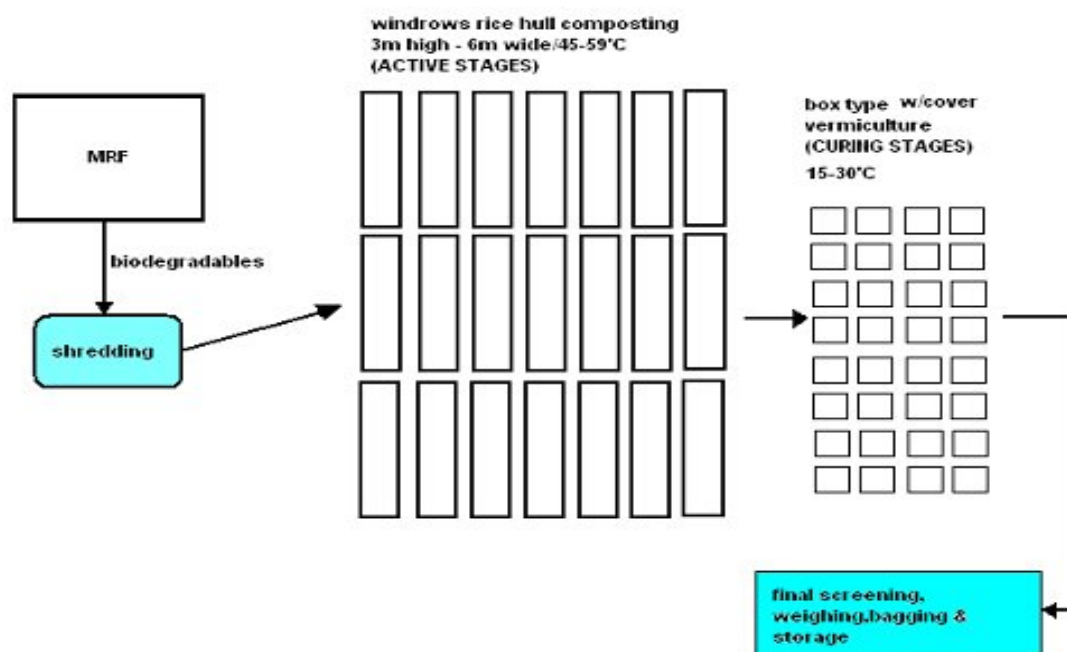 windrows rice hull composting
3m high - 6m wide/45-59'C
(ACTIVE STAGES)
MRF
biodegradables
shredding
box type w/cover
vermiculture
(CURING STAGES)
15-30'C
final screening,
weighing,bagging &
storage